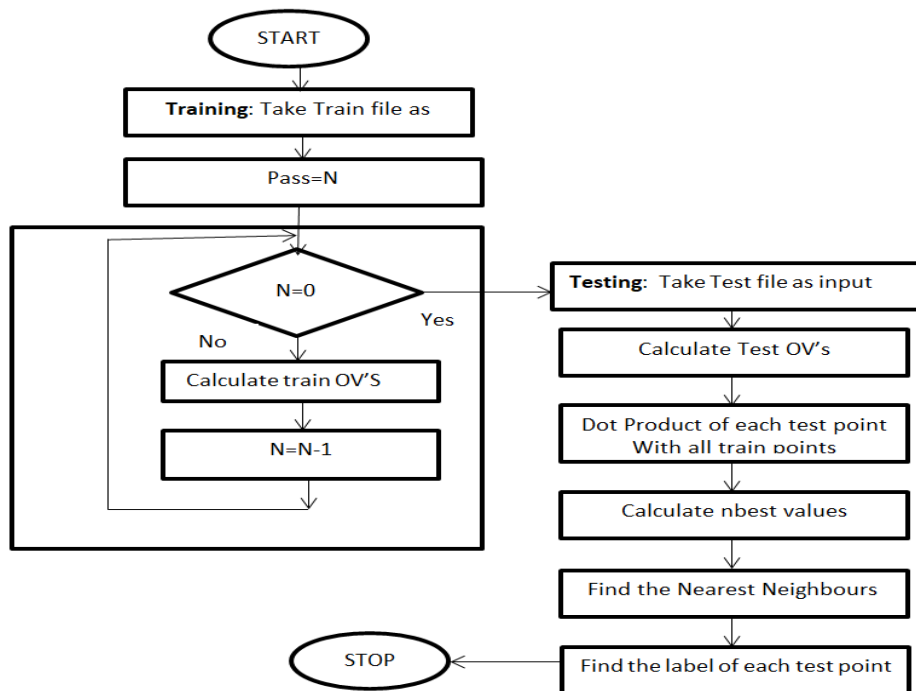 START
Training: Take Train file as
Pass=N
N=0
Yes
No
Calculate train OV'S
N=N-1
Testing: Take Test file as input
Calculate Test OV's
Dot Product of each test point
With all train points
Calculate nbest values
Find the Nearest Neighbours
Find the label of each test point
STOP